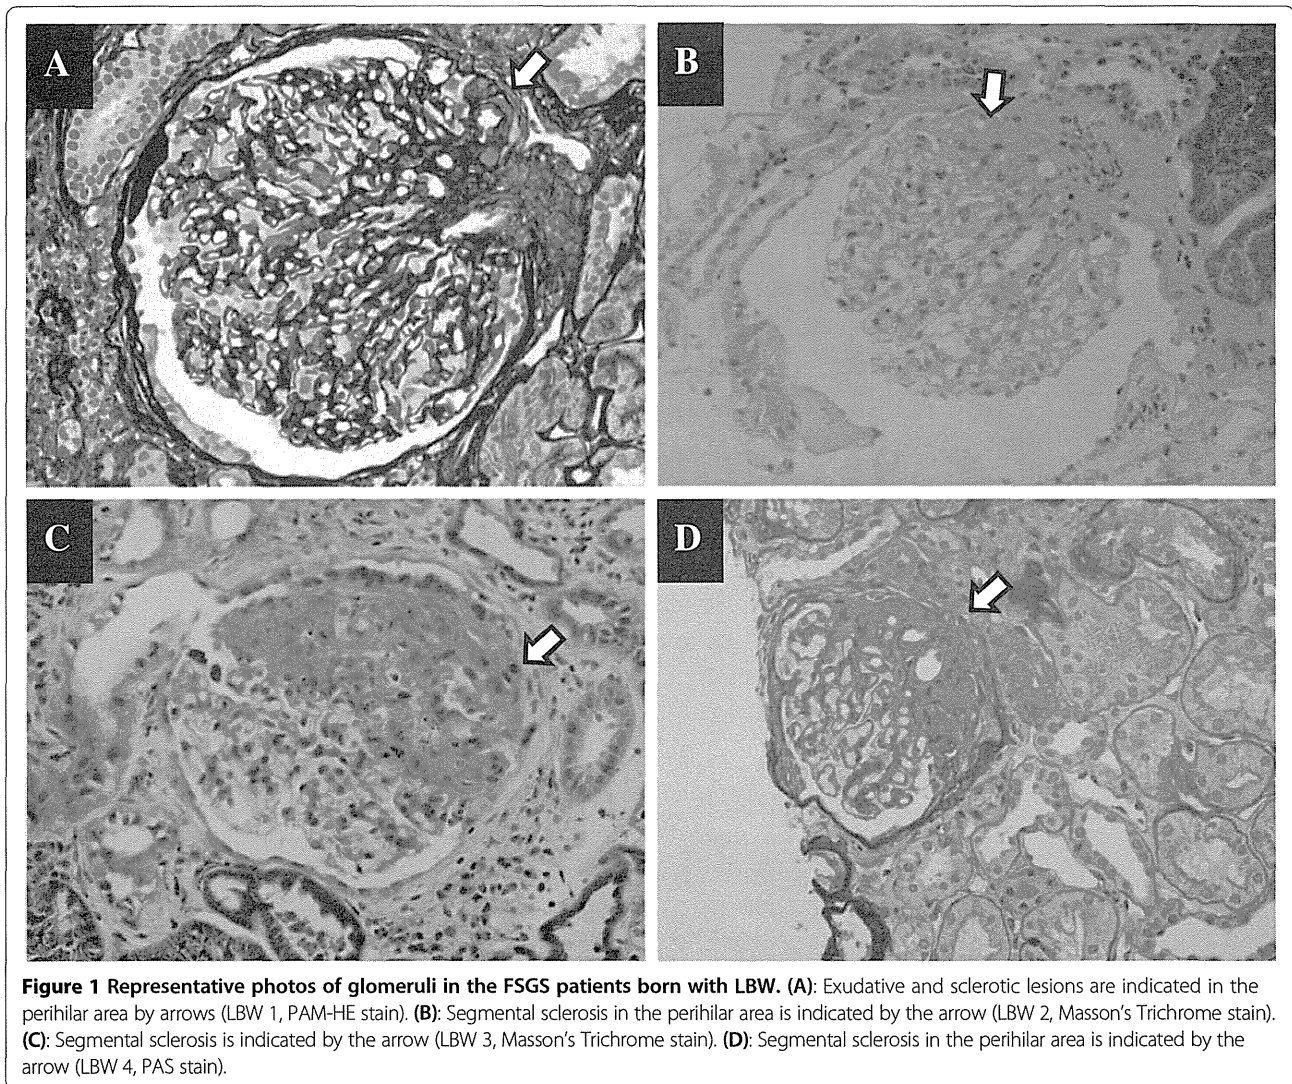 A
B
C
D
Figure 1 Representative photos of glomeruli in the FSGS patients born with LBW. (A): Exudative and sclerotic lesions are indicated in the
perihilar area by arrows (LBW 1, PAM-HE stain). (B): Segmental sclerosis in the perihilar area is indicated by the arrow (LBW 2, Masson's Trichrome stain).
(C): Segmental sclerosis is indicated by the arrow (LBW 3, Masson's Trichrome stain). (D): Segmental sclerosis in the perihilar area is indicated by the
arrow (LBW 4, PAS stain).